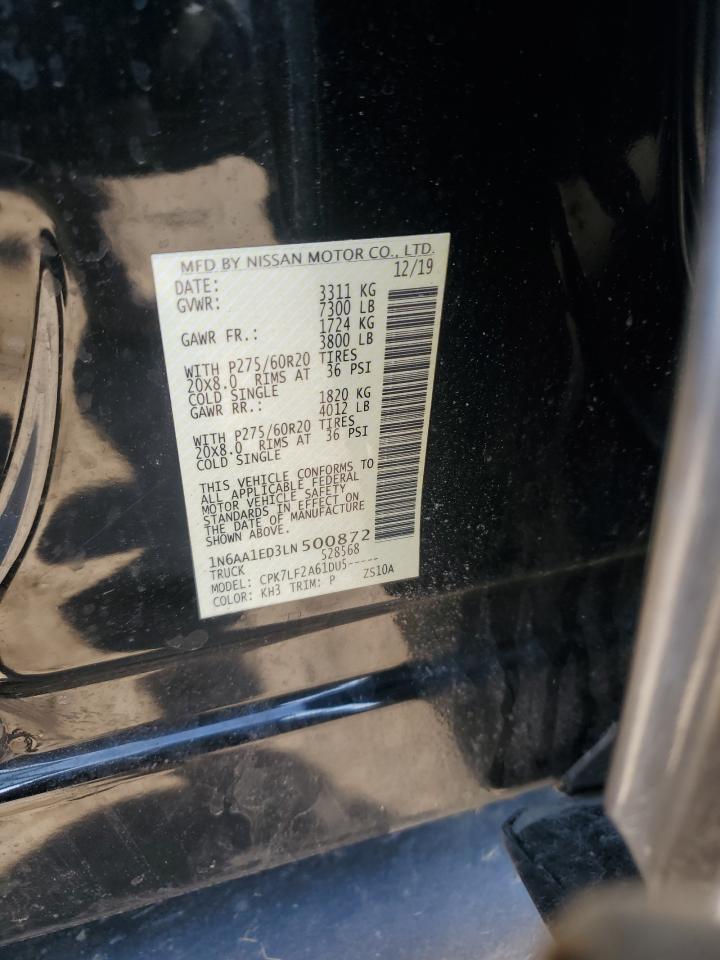 MFD BY NISSAN MOTOR CO., LTD.
DATE: 12/19
GVWR: 3311 KG
7300 LB
GAWR FR.: 1724 KG
3800 LB
WITH P275/60R20 TIRES
20X8.0 RIMS AT 36 PSI
COLD SINGLE
GAWR RR.: 1820 KG
4012 LB
WITH P275/60R20 TIRES
20X8.0 RIMS AT 36 PSI
COLD SINGLE
THIS VEHICLE CONFORMS TO
ALL APPLICABLE FEDERAL
MOTOR VEHICLE SAFETY
STANDARDS IN EFFECT ON
THE DATE OF MANUFACTURE
SHOWN ABOVE.
1N6AA1ED3LN500872
TRUCK 528568
MODEL: CPK7LF2A61DU5-----
COLOR: KH3 TRIM: P ZS10A